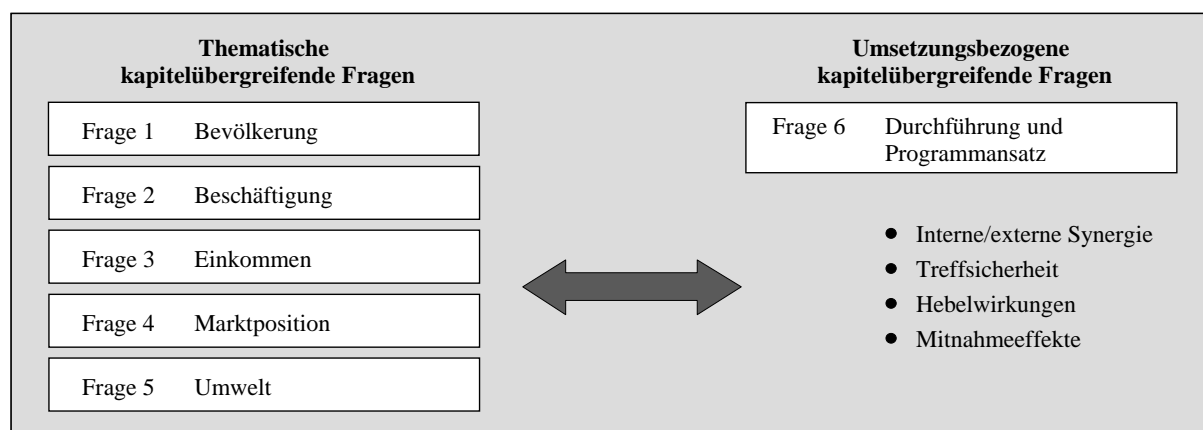 Thematische
kapitelübergreifende Fragen
Frage 1 Bevölkerung
Frage 2 Beschäftigung
Frage 3 Einkommen
Frage 4 Marktposition
Frage 5 Umwelt
Umsetzungsbezogene
kapitelübergreifende Fragen
Frage 6 Durchführung und
Programmansatz
● Interne/externe Synergie
● Treffsicherheit
● Hebelwirkungen
● Mitnahmeeffekte